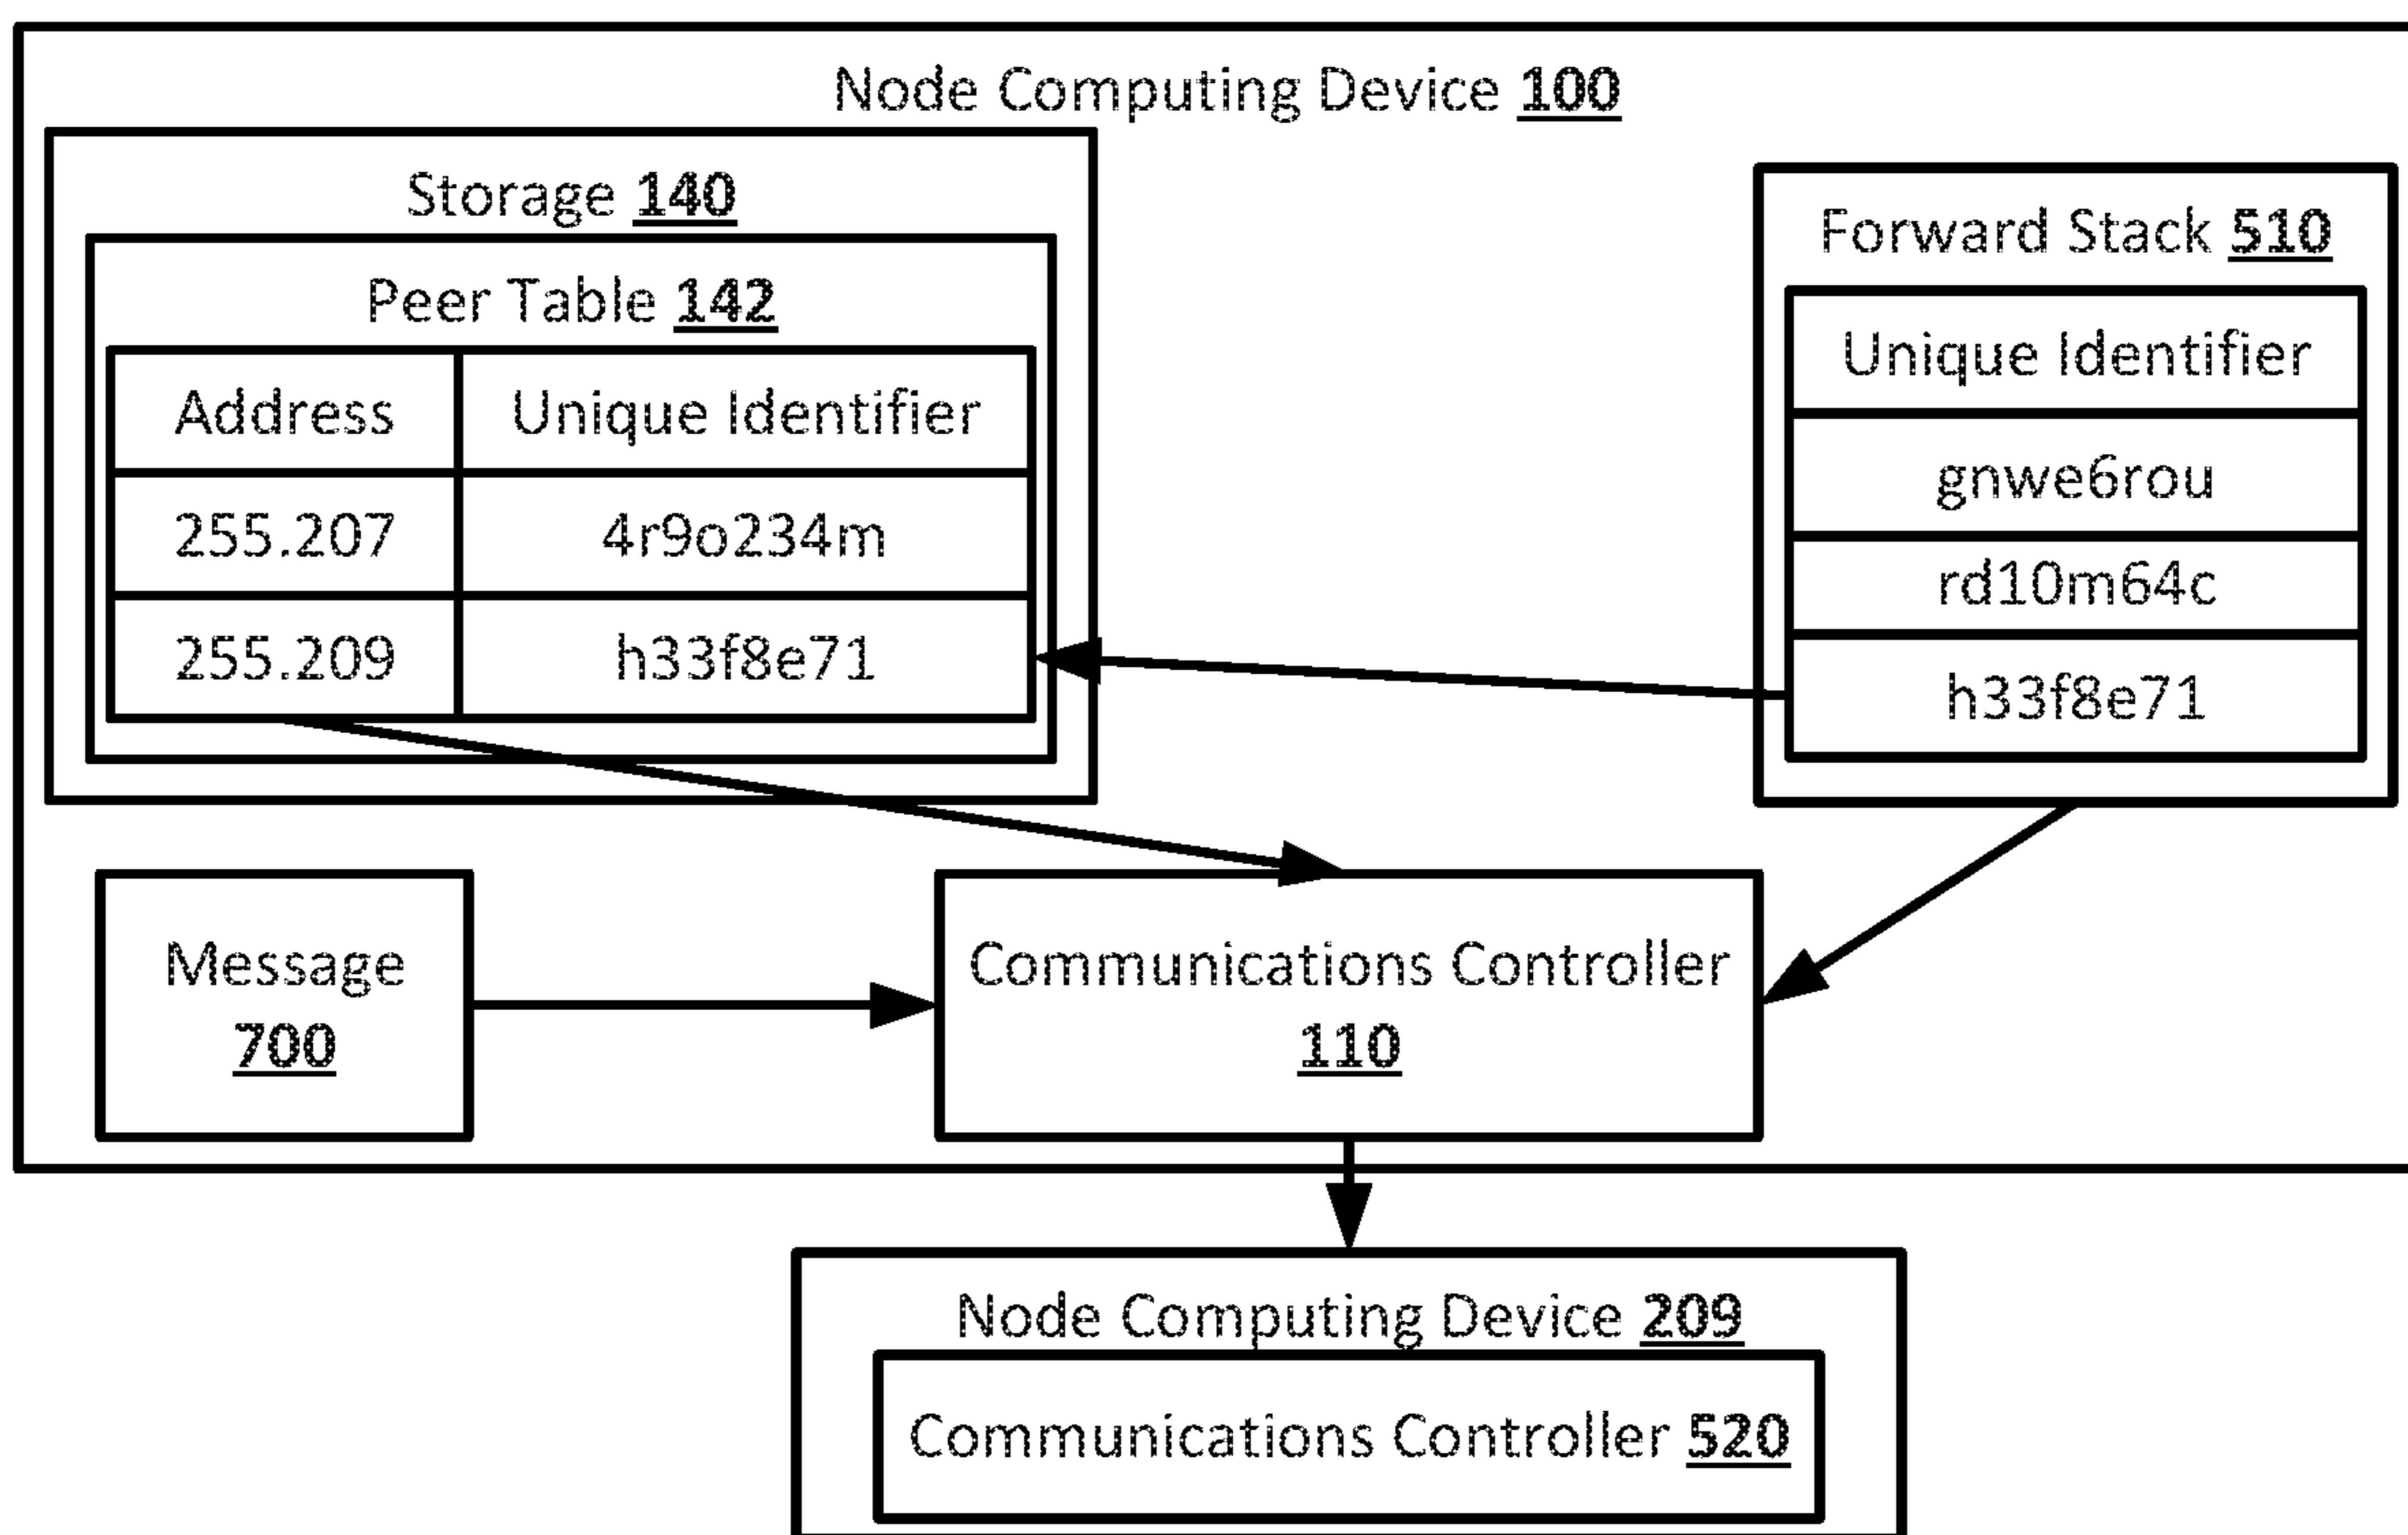 Node Computing Device 100
Storage 140
Peer Table 142
Address Unique Identifier
255.207 4r9o234m
255.209 h33f8e71
Forward Stack 510
Unique Identifier
gnwe6rou
rd10m64c
h33f8e71
Message
700
Communications Controller
110
Node Computing Device 209
Communications Controller 520